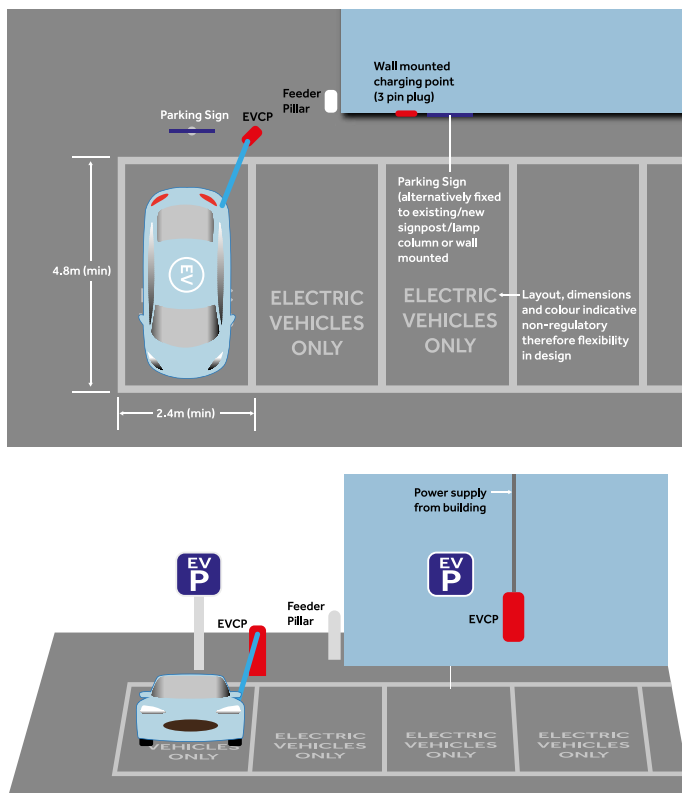 Wall mounted
charging point
(3 pin plug)
Feeder
Pillar
Parking Sign
EVCP
Parking Sign
(alternatively fixed
to existing/new
signpost/lamp
column or wall
mounted
4.8m (min)
EV
ELECTRIC
VEHICLES
ONLY
ELECTRIC
VEHICLES
ONLY
Layout, dimensions
and colour indicative
non-regulatory
therefore flexibility
in design
2.4m (min)
Power supply
from building
EV
P
EV
P
Feeder
Pillar
EVCP
EVCP
VEHICLES
ONLY
ELECTRIC
VEHICLES
ONLY
ELECTRIC
VEHICLES
ONLY
ELECTRIC
VEHICLES
ONLY